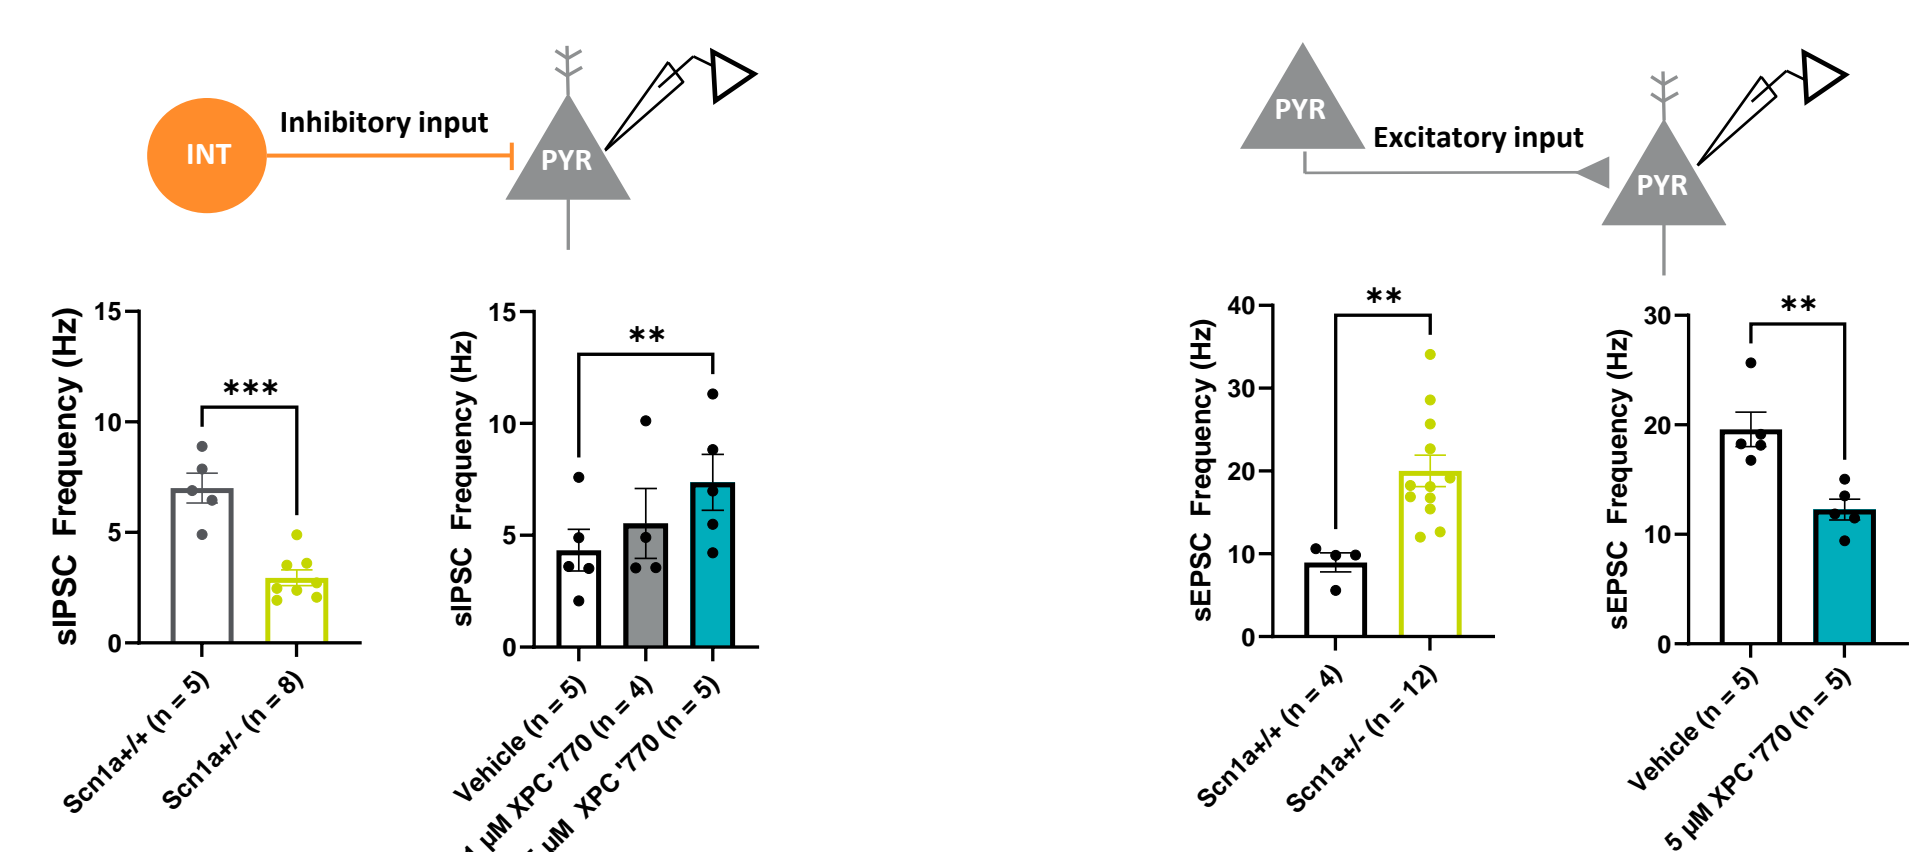 INT
Inhibitory input
PYR
PYR
Excitatory input
PYR
sIPSC Frequency (Hz)
15
10
5
0
***
Scn1a+/+ (n = 5)
Scn1a+/- (n = 8)
sIPSC Frequency (Hz)
15
10
5
0
**
Vehicle (n = 5)
1 µM XPC '770 (n = 4)
µM XPC '770 (n = 5)
sEPSC Frequency (Hz)
40
30
20
10
0
**
Scn1a+/+ (n = 4)
Scn1a+/- (n = 12)
sEPSC Frequency (Hz)
30
20
10
0
**
Vehicle (n = 5)
5 µM XPC '770 (n = 5)